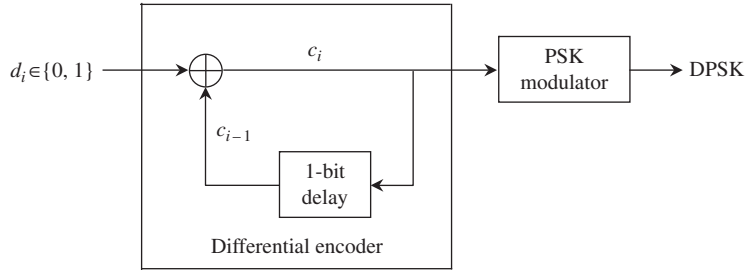 d_i∈{0, 1}
c_i
PSK
modulator
DPSK
c_{i−1}
1-bit
delay
Differential encoder